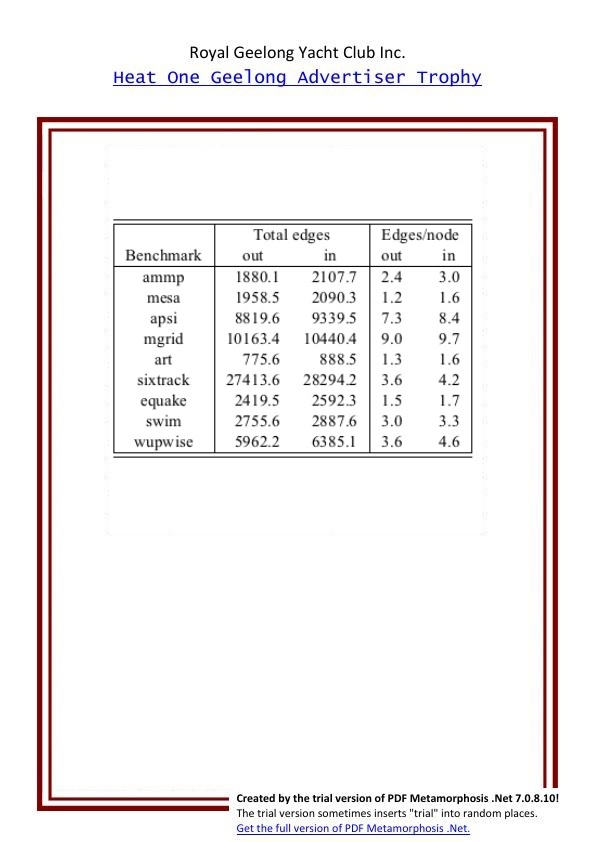 Royal Geelong Yacht Club Inc.
Heat One Geelong Advertiser Trophy
Total edges Edges/node
Benchmark out in out in
ammp 1880.1 2107.7 2.4 3.0
mesa 1958.5 2090.3 1.2 1.6
apsi 8819.6 9339.5 7.3 8.4
mgrid 10163.4 10440.4 9.0 9.7
art 775.6 888.5 1.3 1.6
sixtrack 27413.6 28294.2 3.6 4.2
equake 2419.5 2592.3 1.5 1.7
swim 2755.6 2887.6 3.0 3.3
wupwise 5962.2 6385.1 3.6 4.6
Created by the trial version of PDF Metamorphosis .Net 7.0.8.10!
The trial version sometimes inserts "trial" into random places.
Get the full version of PDF Metamorphosis .Net.